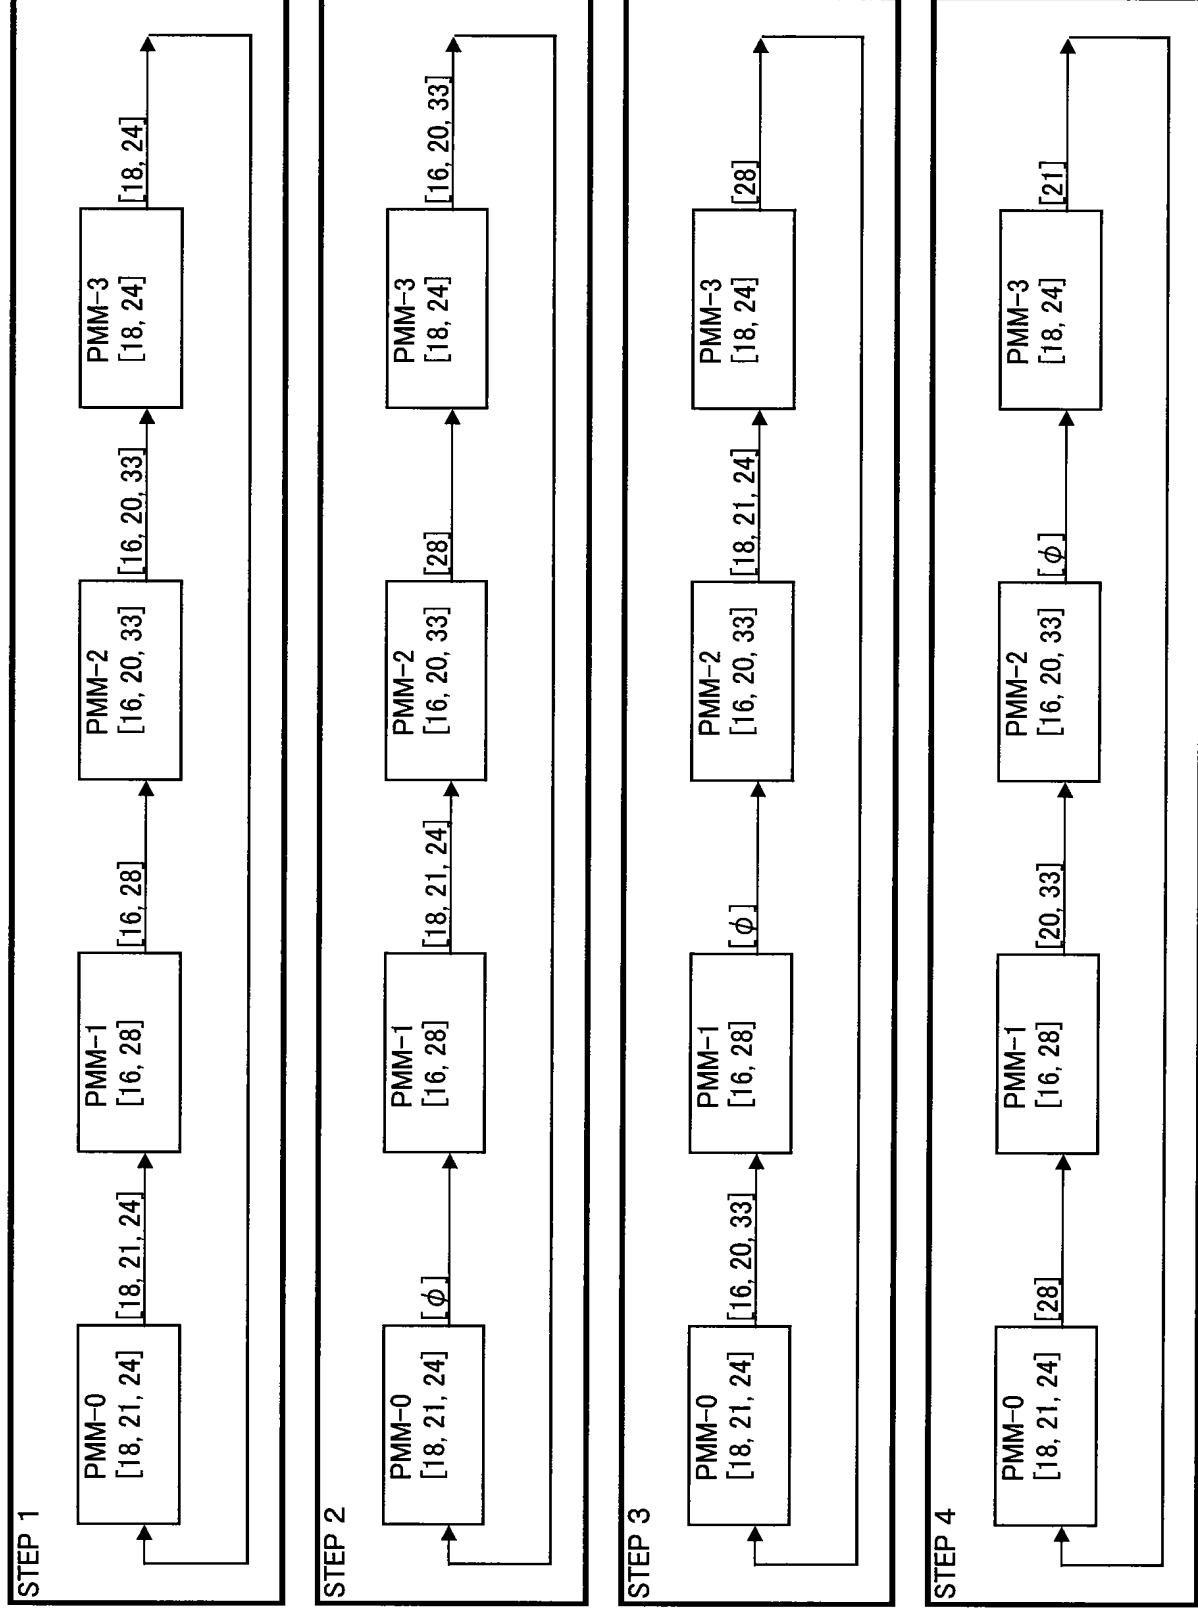 STEP 1
PMM-0
[18, 21, 24]
[18, 21, 24]
PMM-1
[16, 28]
[16, 28]
PMM-2
[16, 20, 33]
[16, 20, 33]
PMM-3
[18, 24]
[18, 24]
STEP 2
PMM-0
[18, 21, 24]
[φ]
PMM-1
[16, 28]
[18, 21, 24]
PMM-2
[16, 20, 33]
[28]
PMM-3
[18, 24]
[16, 20, 33]
STEP 3
PMM-0
[18, 21, 24]
[16, 20, 33]
PMM-1
[16, 28]
[φ]
PMM-2
[16, 20, 33]
[18, 21, 24]
PMM-3
[18, 24]
[28]
STEP 4
PMM-0
[18, 21, 24]
[28]
PMM-1
[16, 28]
[20, 33]
PMM-2
[16, 20, 33]
[φ]
PMM-3
[18, 24]
[21]